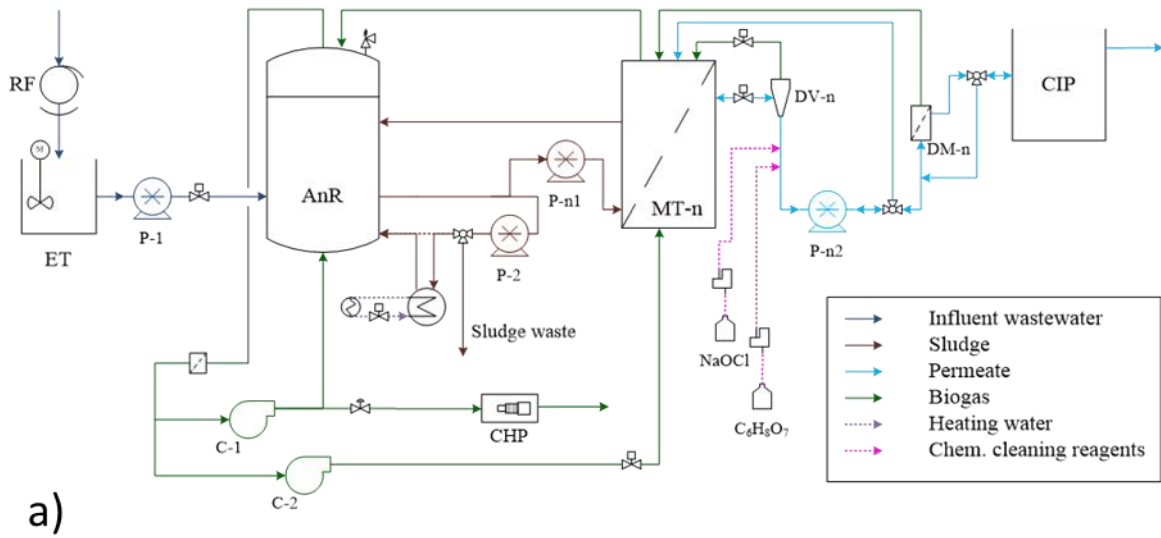 RF
M
ET
P-1
AnR
P-n1
P-2
Sludge waste
MT-n
DV-n
P-n2
DM-n
CIP
NaOCl
C₆H₈O₇
C-1
C-2
CHP
Influent wastewater
Sludge
Permeate
Biogas
Heating water
Chem. cleaning reagents
a)